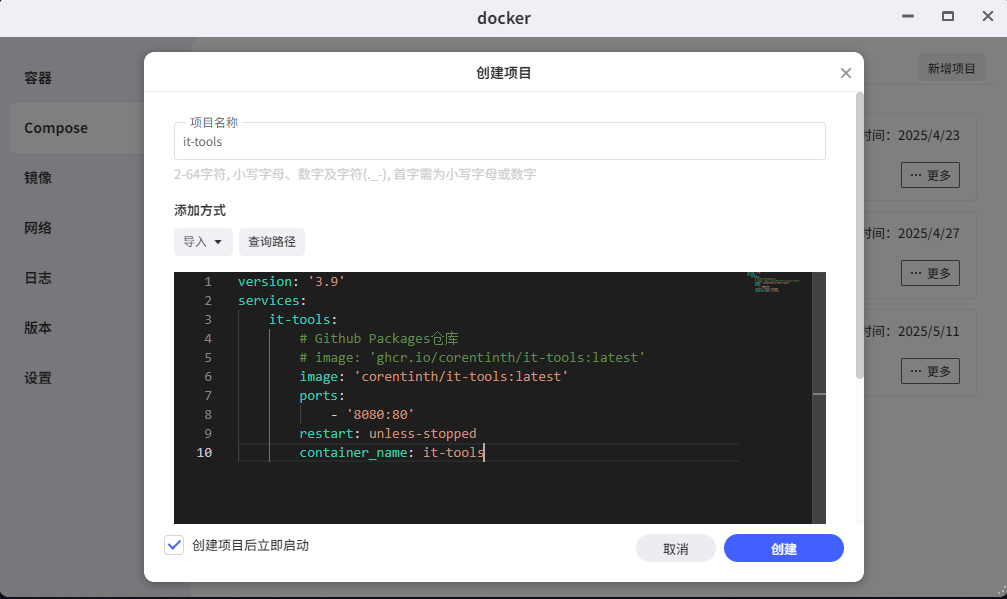 docker
容器
Compose
镜像
网络
日志
版本
设置
新增项目
时间：2025/4/23
··· 更多
时间：2025/4/27
··· 更多
时间：2025/5/11
··· 更多
创建项目
项目名称
it-tools
2-64字符, 小写字母、数字及字符(._-), 首字需为小写字母或数字
添加方式
导入
查询路径
1 version: '3.9'
2 services:
3     it-tools:
4         # Github Packages仓库
5         # image: 'ghcr.io/corentinth/it-tools:latest'
6         image: 'corentinth/it-tools:latest'
7         ports:
8             - '8080:80'
9         restart: unless-stopped
10         container_name: it-tools
创建项目后立即启动
取消
创建